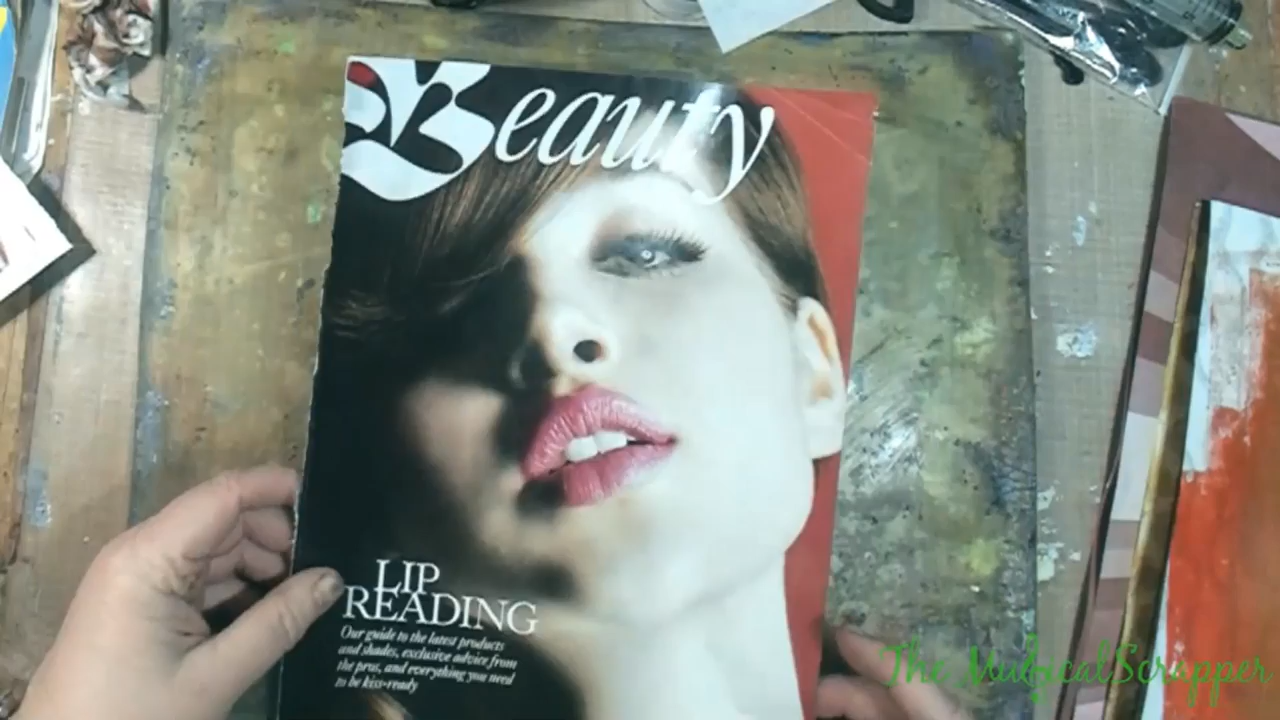 Beauty
LIP
READING
Our guide to the latest products
and shades, exclusive advice from
the pros, and everything you need
to be kiss-ready
The MusicalScrapper